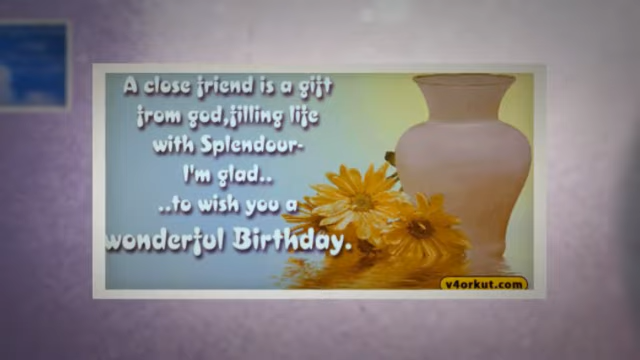 A close friend is a gift
from god,filling life
with Splendour-
I'm glad..
..to wish you a
wonderful Birthday.
v4orkut.com